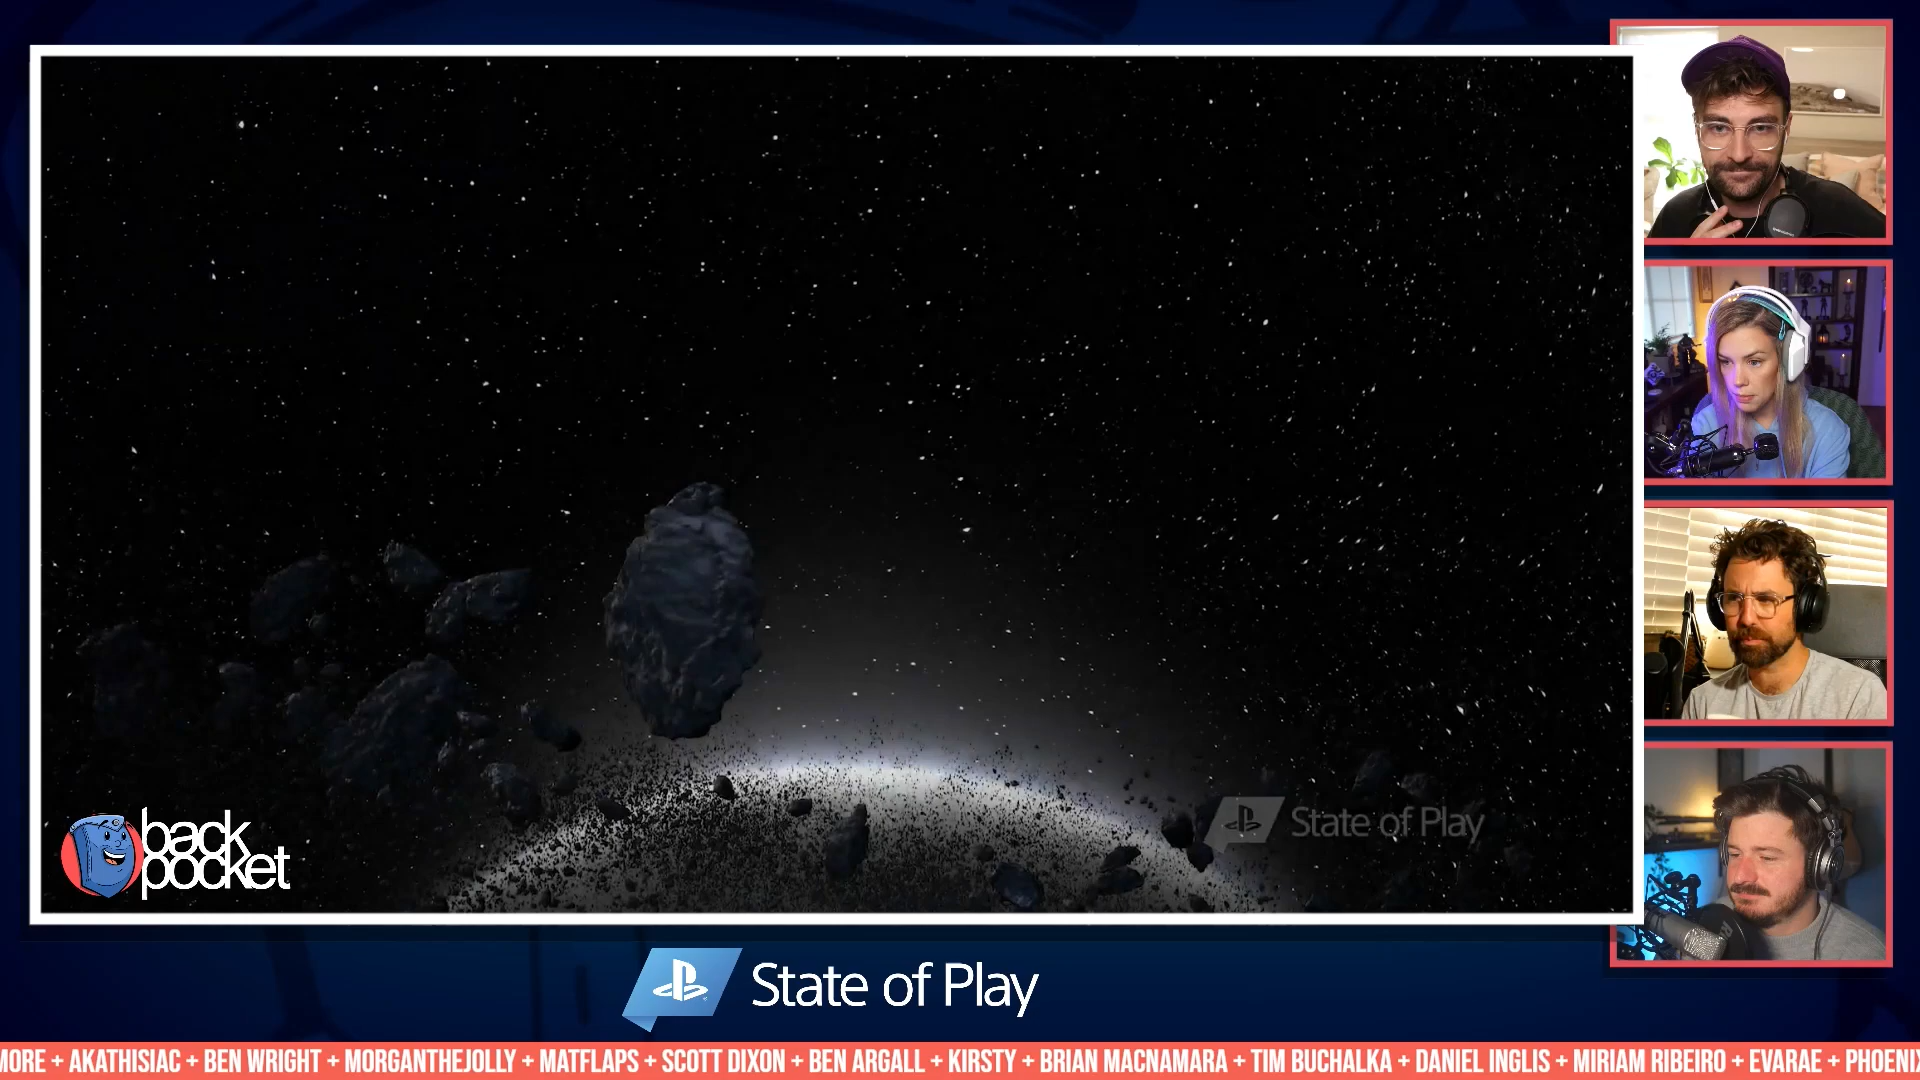 State of Play
back
pocket
State of Play
MORE + AKATHISIAC + BEN WRIGHT + MORGANTHEJOLLY + MATFLAPS + SCOTT DIXON + BEN ARGALL + KIRSTY + BRIAN MACNAMARA + TIM BUCHALKA + DANIEL INGLIS + MIRIAM RIBEIRO + EVARAE + PHOENIX